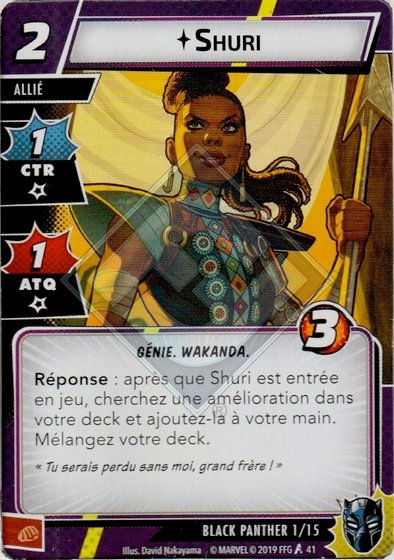 2
Shuri
ALLIÉ
1
CTR
1
ATQ
3
GÉNIE. WAKANDA.
Réponse : après que Shuri est entrée
en jeu, cherchez une amélioration dans
votre deck et ajoutez-la à votre main.
Mélangez votre deck.
« Tu serais perdu sans moi, grand frère ! »
BLACK PANTHER 1/15
Illus. David Nakayama © MARVEL © 2019 FFG 41